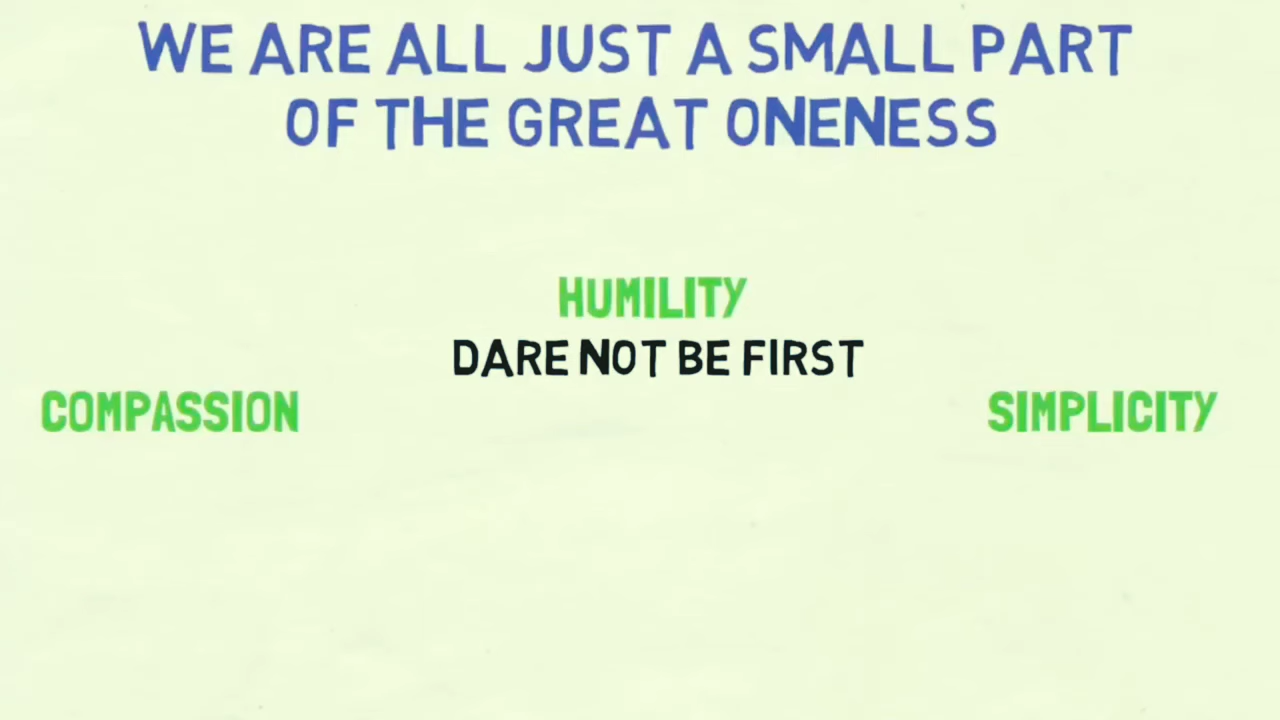 WE ARE ALL JUST A SMALL PART
OF THE GREAT ONENESS
HUMILITY
DARE NOT BE FIRST
COMPASSION
SIMPLICITY